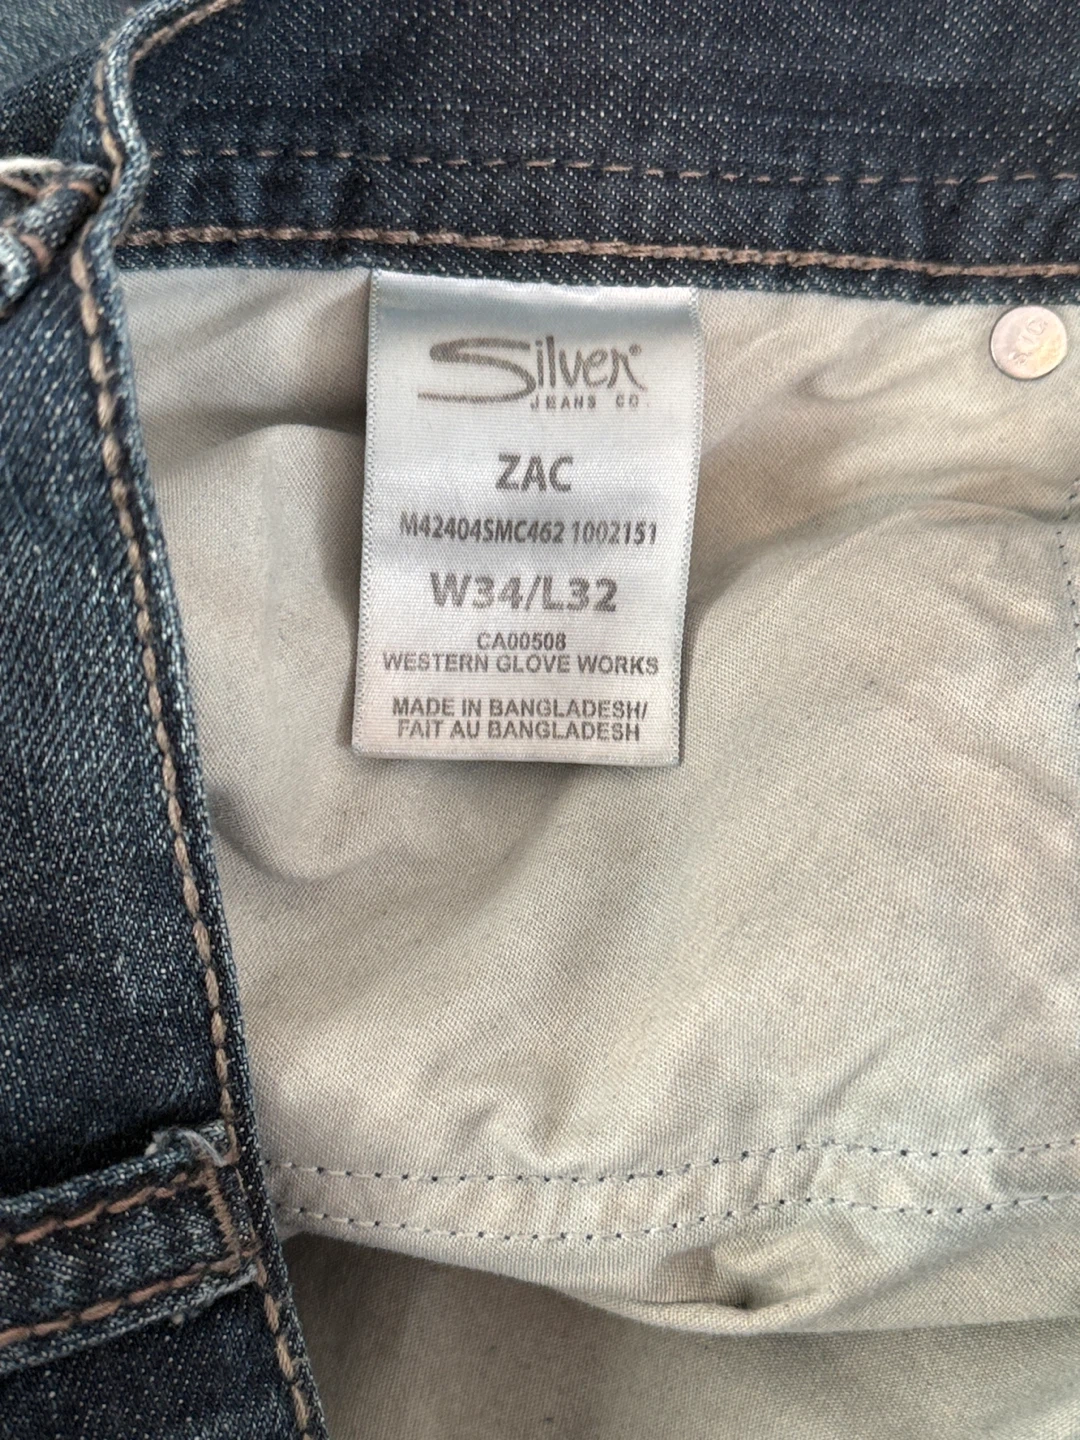 Silver®
JEANS CO.
ZAC
M42404SMC462 1002151
W34/L32
CA00508
WESTERN GLOVE WORKS
MADE IN BANGLADESH/
FAIT AU BANGLADESH